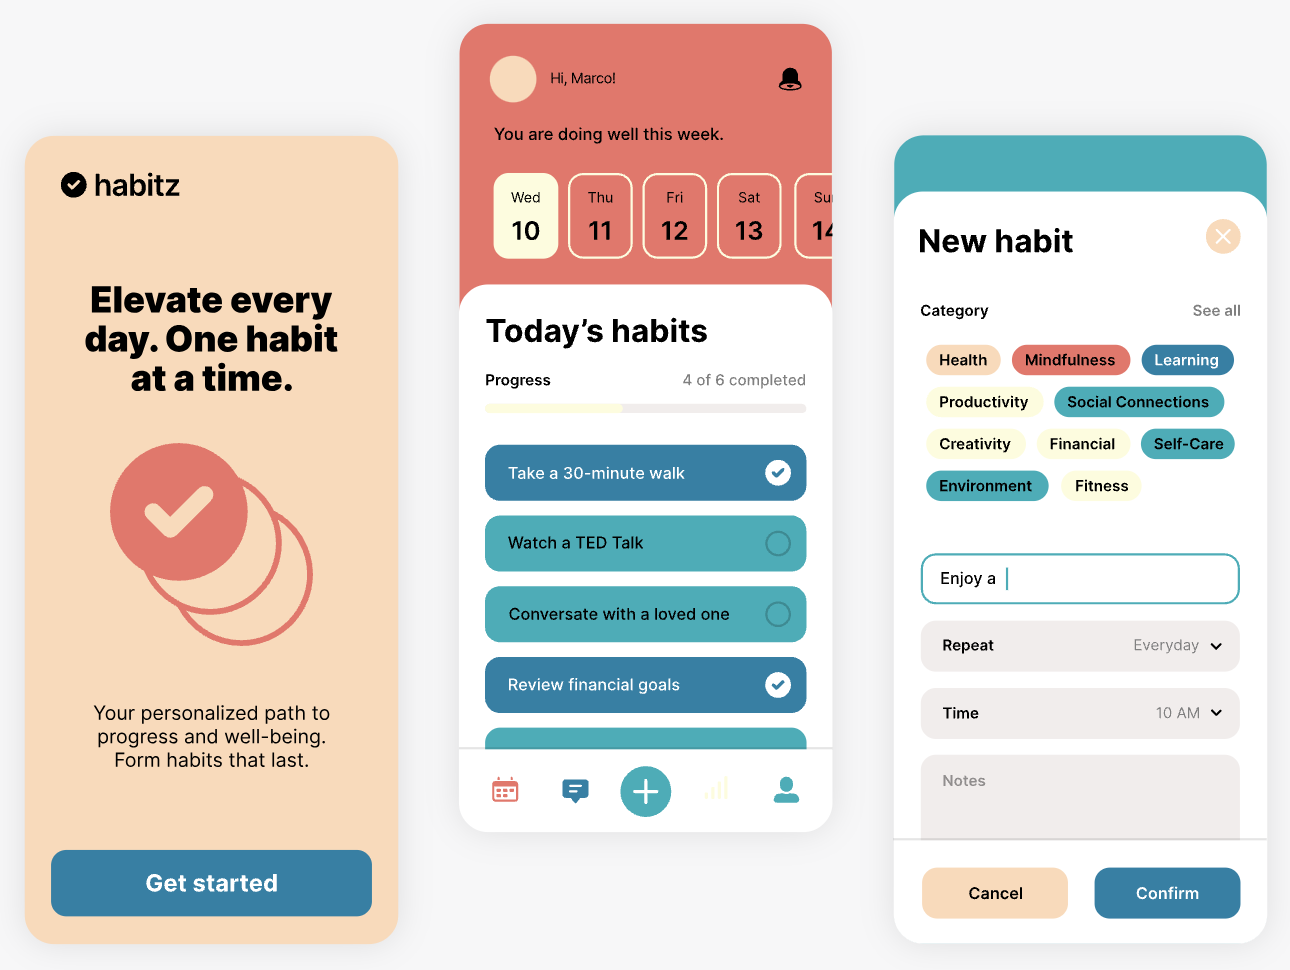 habitz
Elevate every
day. One habit
at a time.
Your personalized path to
progress and well-being.
Form habits that last.
Get started
Hi, Marco!
You are doing well this week.
Wed Thu Fri Sat
10 11 12 13
Today’s habits
Progress 4 of 6 completed
Take a 30-minute walk
Watch a TED Talk
Conversate with a loved one
Review financial goals
New habit
Category See all
Health Mindfulness Learning
Productivity Social Connections
Creativity Financial Self-Care
Environment Fitness
Enjoy a
Repeat Everyday
Time 10 AM
Notes
Cancel Confirm